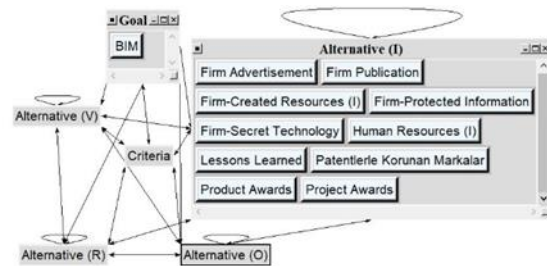 Goal
BIM
Alternative (I)
Firm Advertisement Firm Publication
Firm-Created Resources (I) Firm-Protected Information
Firm-Secret Technology Human Resources (I)
Lessons Learned Patentlerle Korunan Markalar
Product Awards Project Awards
Alternative (V)
Criteria
Alternative (R)
Alternative (O)